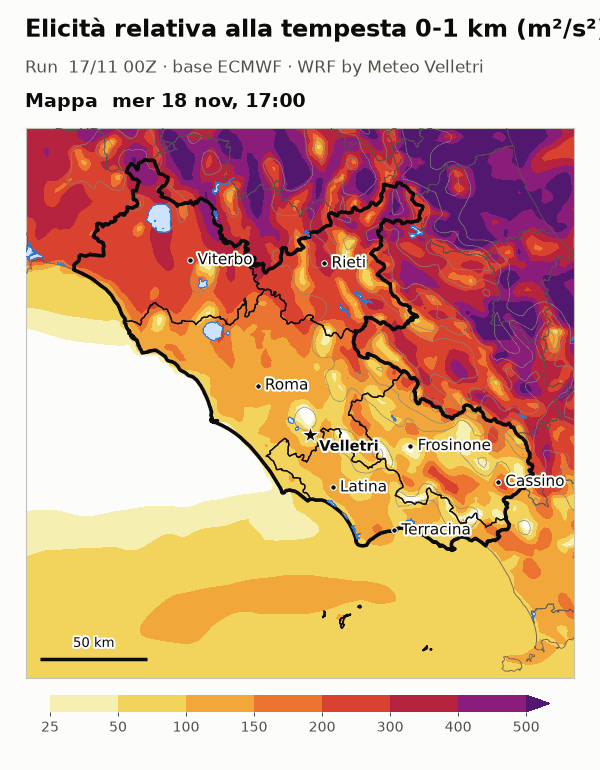 Elicità relativa alla tempesta 0-1 km (m²/s²)
Run 17/11 00Z · base ECMWF · WRF by Meteo Velletri
Mappa mer 18 nov, 17:00
Viterbo
Rieti
Roma
Velletri
Frosinone
Cassino
Latina
Terracina
50 km
25 50 100 150 200 300 400 500